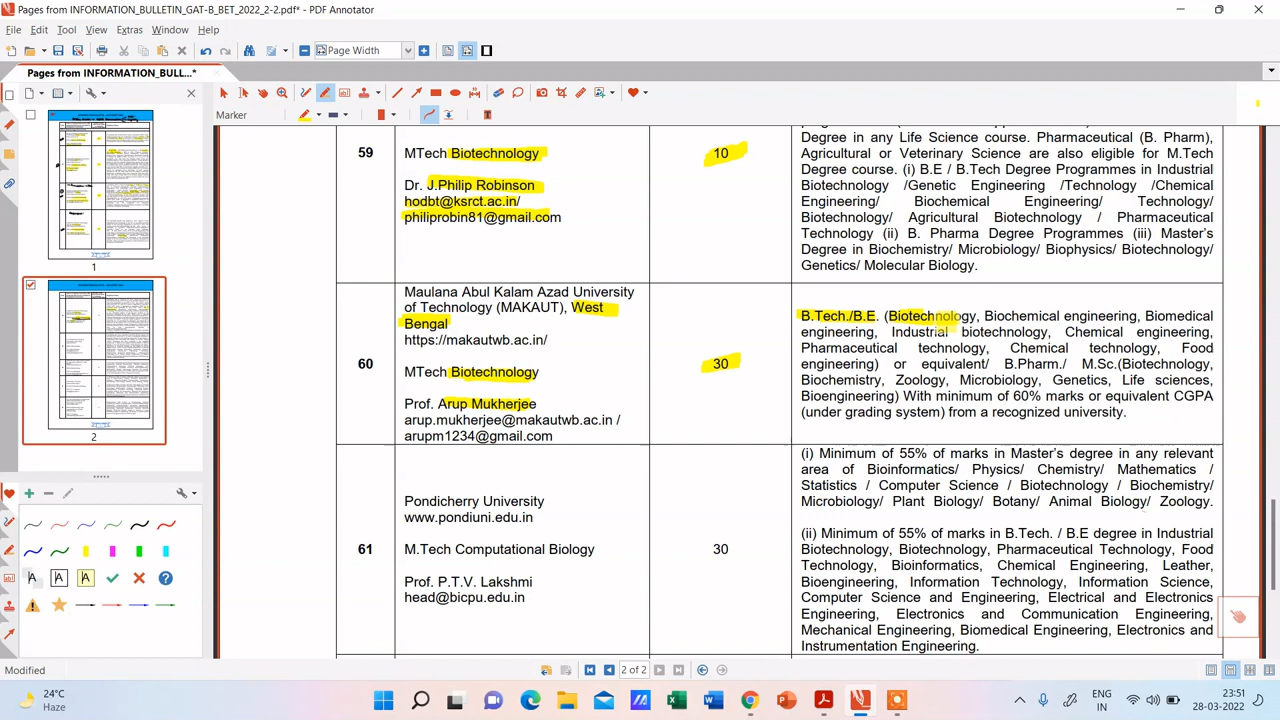 Pages from INFORMATION_BULLETIN_GAT-B_BET_2022_2-2.pdf* - PDF Annotator
File Edit Tool View Extras Window Help
Page Width
Pages from INFORMATION_BULL...*
Marker
1
2
59
MTech Biotechnology
Dr. J.Philip Robinson
hodbt@ksrct.ac.in/
philiprobin81@gmail.com
10
Degree in any Life Science course. Pharmaceutical (B. Pharm),
Agricultural or Veterinary Science are also eligible for M.Tech
Degree course. (i) B.E / B.Tech Degree Programmes in Industrial
Biotechnology /Genetic Engineering /Technology /Chemical
Engineering/ Biochemical Engineering/ Technology/
Biotechnology/ Agricultural Biotechnology / Pharmaceutical
Technology (ii) B. Pharma Degree Programmes (iii) Master's
Degree in Biochemistry/ Microbiology/ Biophysics/ Biotechnology/
Genetics/ Molecular Biology.
60
Maulana Abul Kalam Azad University
of Technology (MAKAUT), West
Bengal
https://makautwb.ac.in/
MTech Biotechnology
Prof. Arup Mukherjee
arup.mukherjee@makautwb.ac.in /
arupm1234@gmail.com
30
B.Tech./B.E. (Biotechnology, Biochemical engineering, Biomedical
engineering, Industrial biotechnology, Chemical engineering,
Pharmaceutical technology, Chemical technology, Food
engineering) or equivalent/ B.Pharm./ M.Sc.(Biotechnology,
Biochemistry, Zoology, Microbiology, Genetics, Life sciences,
Bioengineering) With minimum of 60% marks or equivalent CGPA
(under grading system) from a recognized university.
61
Pondicherry University
www.pondiuni.edu.in
M.Tech Computational Biology
Prof. P.T.V. Lakshmi
head@bicpu.edu.in
30
(i) Minimum of 55% of marks in Master's degree in any relevant
area of Bioinformatics/ Physics/ Chemistry/ Mathematics /
Statistics / Computer Science / Biotechnology / Biochemistry/
Microbiology/ Plant Biology/ Botany/ Animal Biology/ Zoology.
(ii) Minimum of 55% of marks in B.Tech. / B.E degree in Industrial
Biotechnology, Biotechnology, Pharmaceutical Technology, Food
Technology, Bioinformatics, Chemical Engineering, Leather,
Bioengineering, Information Technology, Information Science,
Computer Science and Engineering, Electrical and Electronics
Engineering, Electronics and Communication Engineering,
Mechanical Engineering, Biomedical Engineering, Electronics and
Instrumentation Engineering.
Modified
2 of 2
24°C
Haze
ENG
IN
23:51
28-03-2022